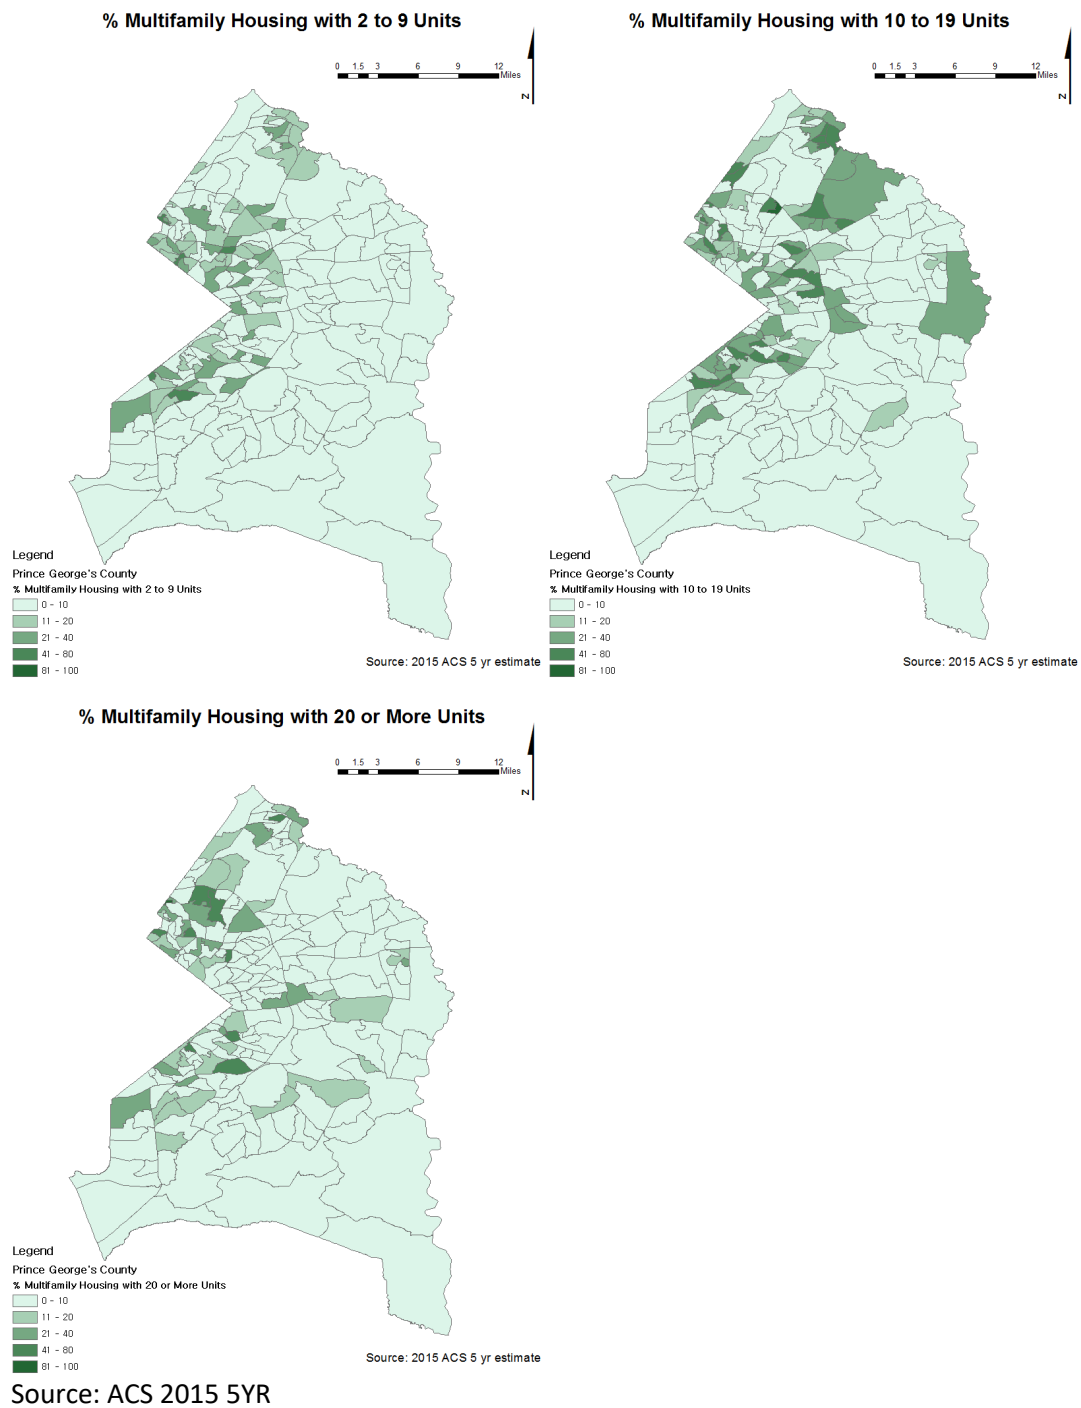 % Multifamily Housing with 2 to 9 Units
0 1.5 3 6 9 12
Miles
N
Legend
Prince George's County
% Multifamily Housing with 2 to 9 Units
0 - 10
11 - 20
21 - 40
41 - 80
81 - 100
Source: 2015 ACS 5 yr estimate
% Multifamily Housing with 10 to 19 Units
0 1.5 3 6 9 12
Miles
N
Legend
Prince George's County
% Multifamily Housing with 10 to 19 Units
0 - 10
11 - 20
21 - 40
41 - 80
81 - 100
Source: 2015 ACS 5 yr estimate
% Multifamily Housing with 20 or More Units
0 1.5 3 6 9 12
Miles
N
Legend
Prince George's County
% Multifamily Housing with 20 or More Units
0 - 10
11 - 20
21 - 40
41 - 80
81 - 100
Source: 2015 ACS 5 yr estimate
Source: ACS 2015 5YR